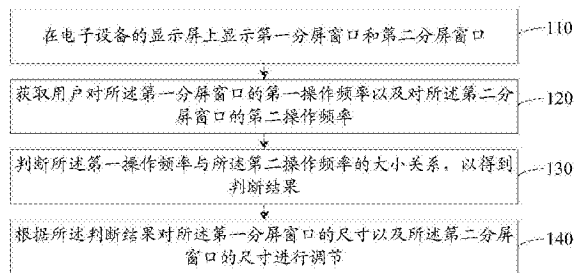 在电子设备的显示屏上显示第一分屏窗口和第二分屏窗口
110
获取用户对所述第一分屏窗口的第一操作频率以及对所述第二分
屏窗口的第二操作频率
120
判断所述第一操作频率与所述第二操作频率的大小关系，以得到
判断结果
130
根据所述判断结果对所述第一分屏窗口的尺寸以及所述第二分屏
窗口的尺寸进行调节
140